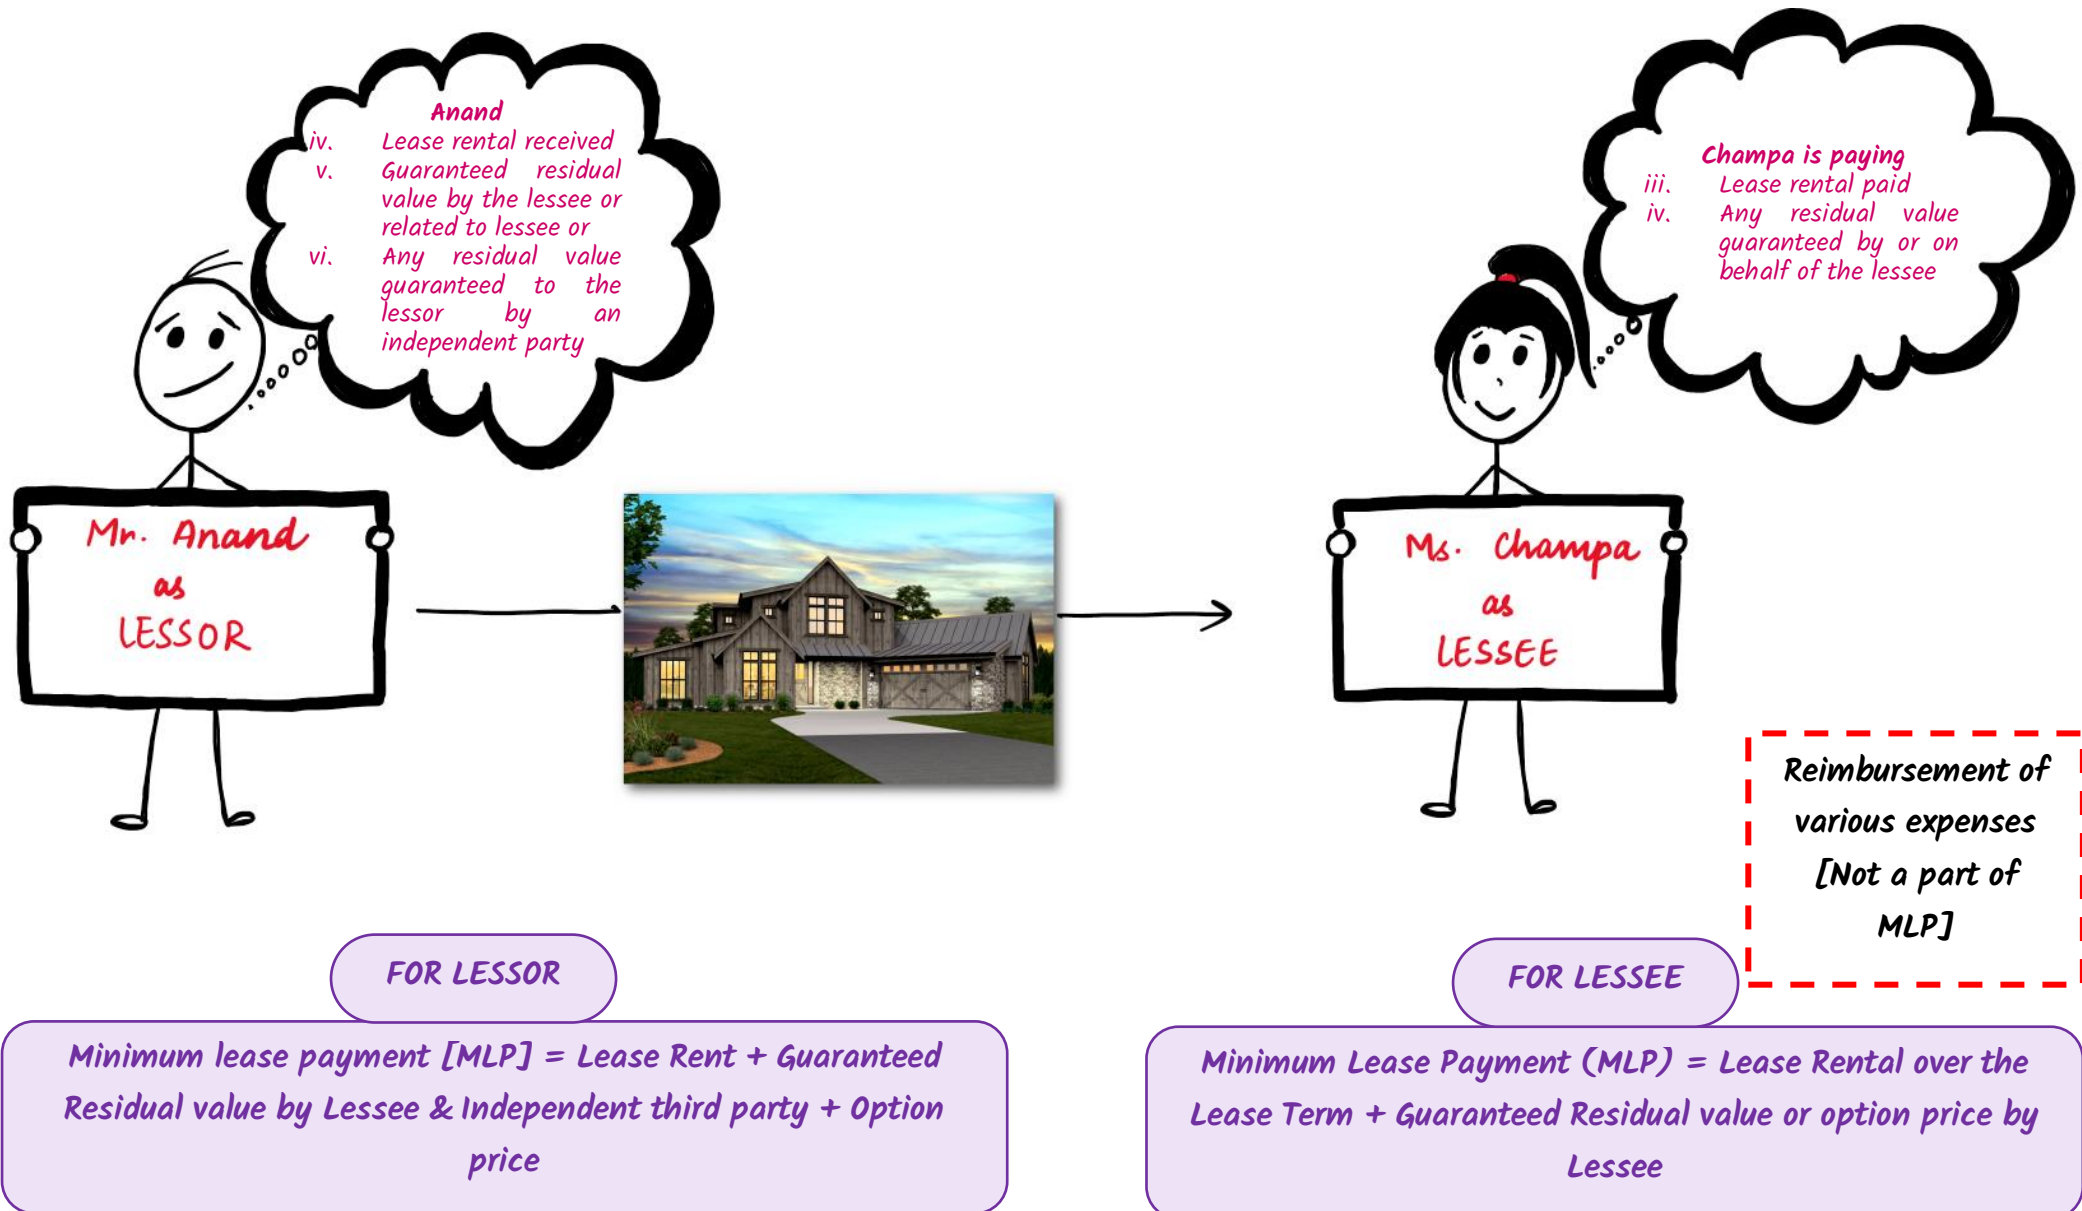 Anand
iv. Lease rental received
v. Guaranteed residual
value by the lessee or
related to lessee or
vi. Any residual value
guaranteed to the
lessor by an
independent party
Champa is paying
iii. Lease rental paid
iv. Any residual value
guaranteed by or on
behalf of the lessee
Mr. Anand
as
LESSOR
Ms. Champa
as
LESSEE
Reimbursement of
various expenses
[Not a part of
MLP]
FOR LESSOR
Minimum lease payment [MLP] = Lease Rent + Guaranteed
Residual value by Lessee & Independent third party + Option
price
FOR LESSEE
Minimum Lease Payment (MLP) = Lease Rental over the
Lease Term + Guaranteed Residual value or option price by
Lessee